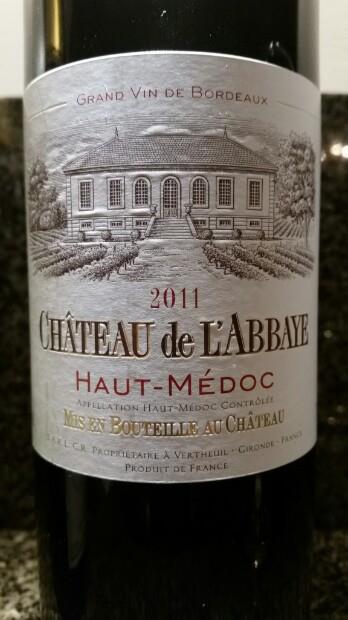 GRAND VIN DE BORDEAUX
2011
CHÂTEAU de L'ABBAYE
HAUT-MÉDOC
APPELLATION HAUT-MÉDOC CONTRÔLÉE
MIS EN BOUTEILLE AU CHÂTEAU
S.A.R.L. C.R. PROPRIÉTAIRE À VERTHEUIL - GIRONDE - FRANCE
PRODUIT DE FRANCE